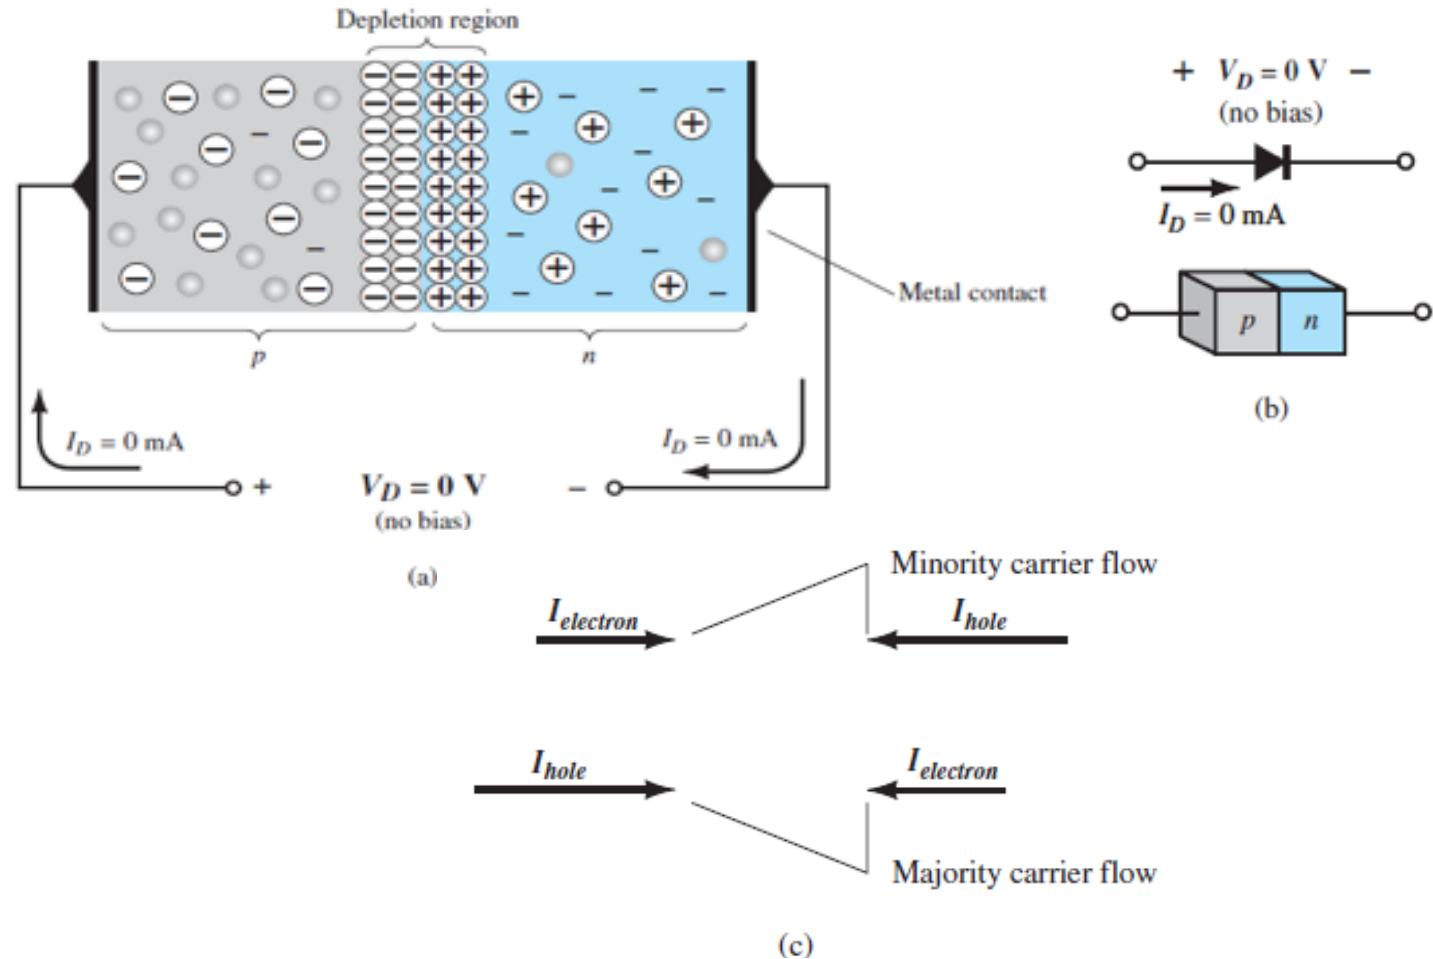 Depletion region
+ V_D = 0 V −
(no bias)
I_D = 0 mA
Metal contact
p
n
p n
(b)
I_D = 0 mA
I_D = 0 mA
+ V_D = 0 V −
(no bias)
(a)
Minority carrier flow
I_electron
I_hole
I_hole
I_electron
Majority carrier flow
(c)